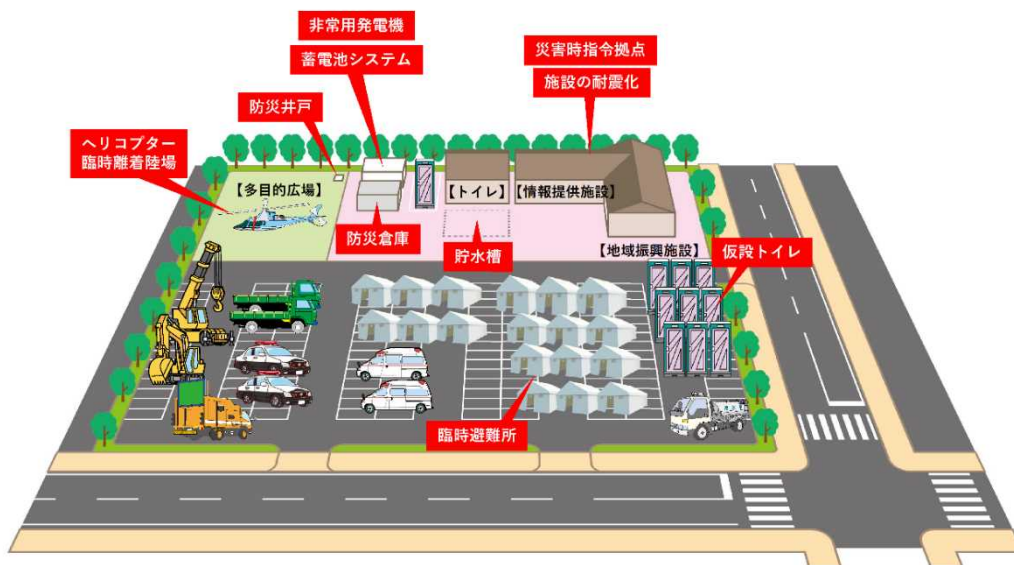 非常用発電機
蓄電池システム
災害時指令拠点
施設の耐震化
防災井戸
ヘリコプター
臨時離着陸場
【多目的広場】
【トイレ】
【情報提供施設】
防災倉庫
貯水槽
【地域振興施設】
仮設トイレ
臨時避難所